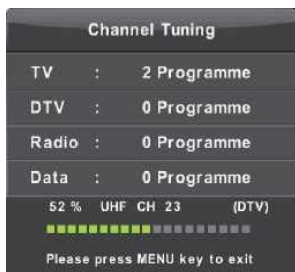 Channel Tuning
TV : 2 Programme
DTV : 0 Programme
Radio : 0 Programme
Data : 0 Programme
52 % UHF CH 23 (DTV)
Please press MENU key to exit